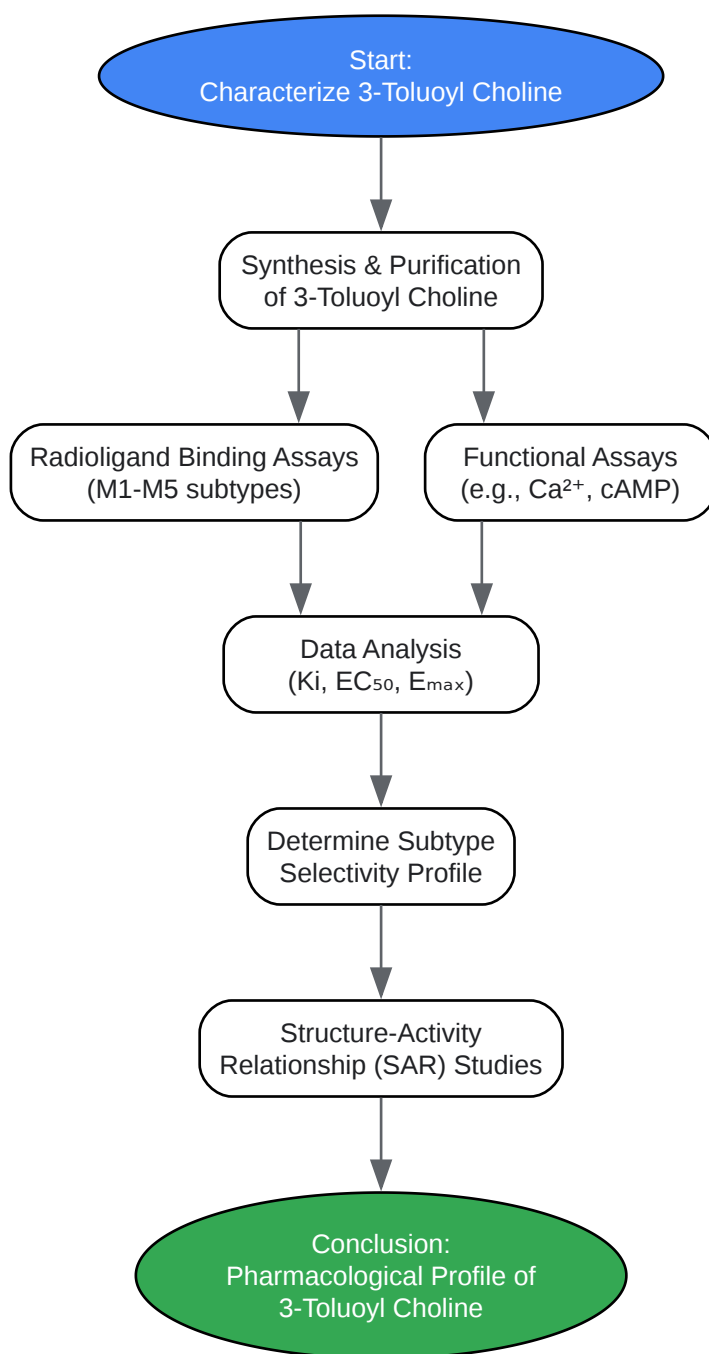 Start:
Characterize 3-Toluoyl Choline
Synthesis & Purification
of 3-Toluoyl Choline
Radioligand Binding Assays
(M1-M5 subtypes)
Functional Assays
(e.g., Ca²⁺, cAMP)
Data Analysis
(Ki, EC₅₀, Eₘₐₓ)
Determine Subtype
Selectivity Profile
Structure-Activity
Relationship (SAR) Studies
Conclusion:
Pharmacological Profile of
3-Toluoyl Choline